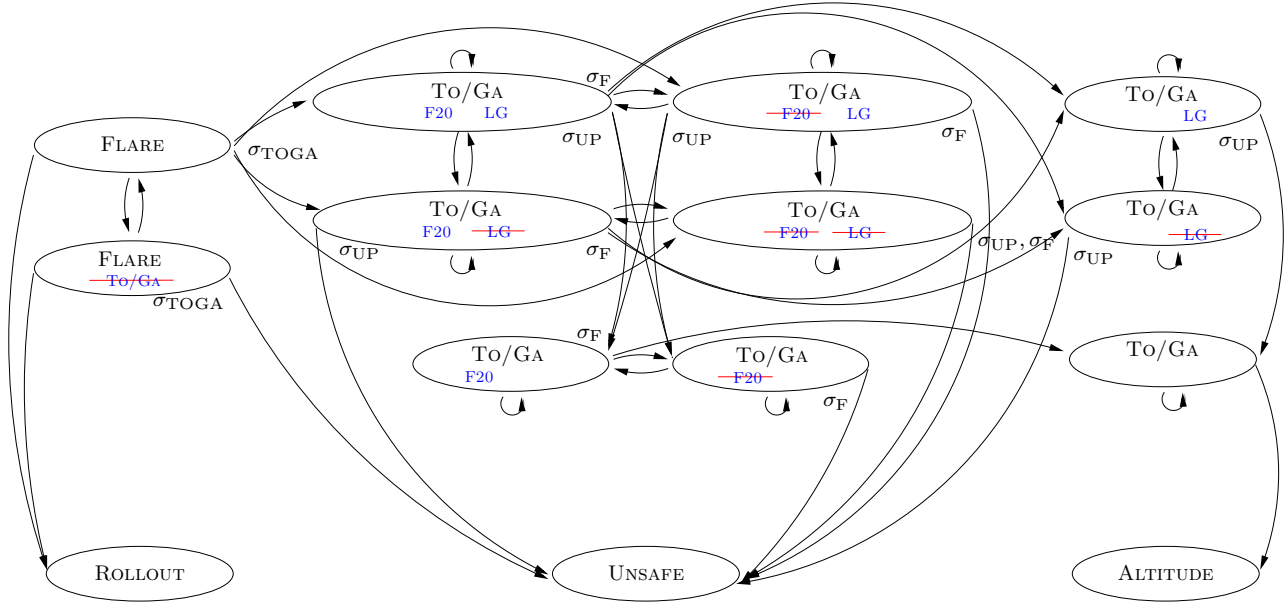 σF
To/Ga
F20 LG
To/Ga
F20 LG
To/Ga
LG
Flare
σTOGA
σUP
σUP
σF
σUP
To/Ga
F20 LG
To/Ga
F20 LG
To/Ga
LG
σUP
σF
σUP, σF
σUP
Flare
To/Ga
σTOGA
σF
To/Ga
F20
To/Ga
F20
To/Ga
σF
Rollout
Unsafe
Altitude